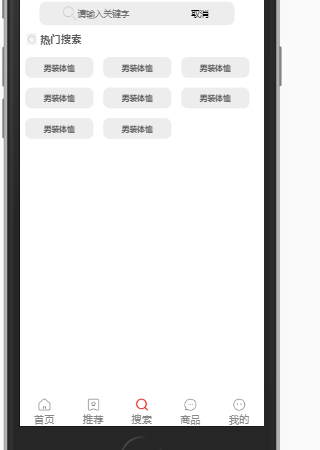 请输入关键字 取消
热门搜索
男装体恤 男装体恤 男装体恤
男装体恤 男装体恤 男装体恤
男装体恤 男装体恤
首页 推荐 搜索 商品 我的